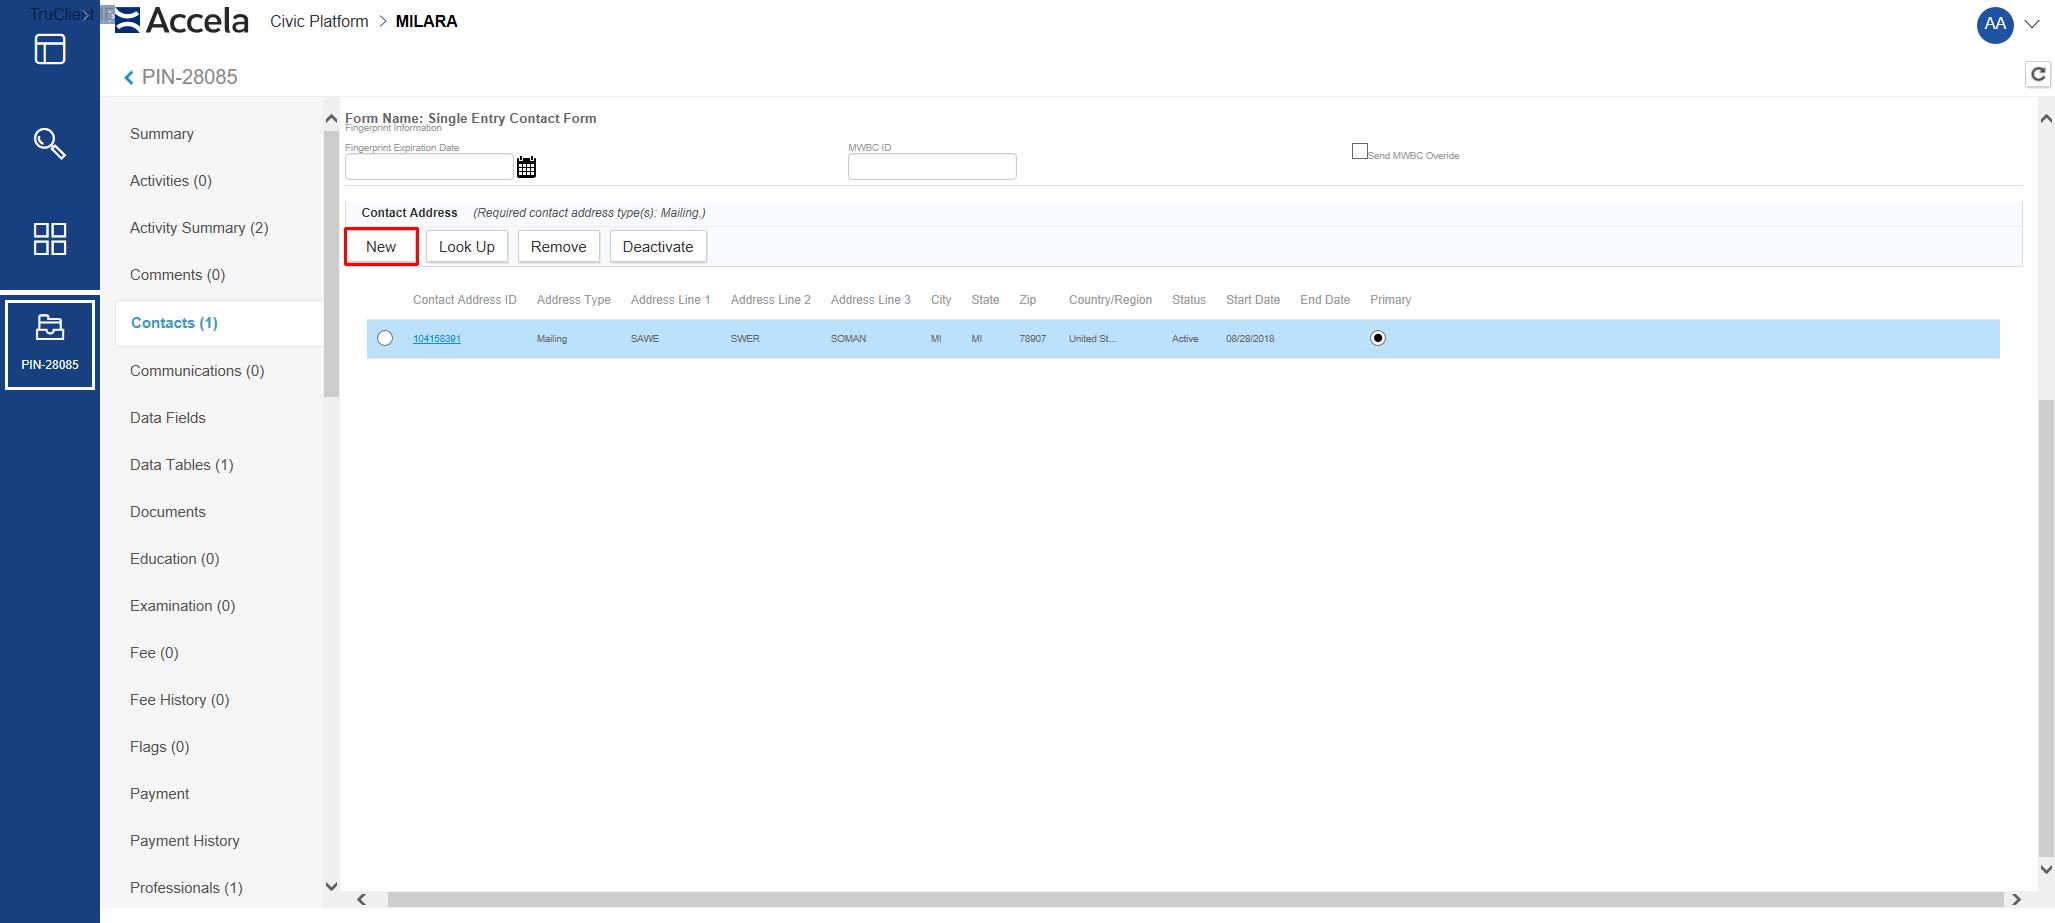 TruClient
Accela
Civic Platform > MILARA
AA
PIN-28085
PIN-28085
Summary
Activities (0)
Activity Summary (2)
Comments (0)
Contacts (1)
Communications (0)
Data Fields
Data Tables (1)
Documents
Education (0)
Examination (0)
Fee (0)
Fee History (0)
Flags (0)
Payment
Payment History
Professionals (1)
Form Name: Single Entry Contact Form
Fingerprint Information
Fingerprint Expiration Date MWBC ID Send MWBC Overide
Contact Address (Required contact address type(s): Mailing.)
New Look Up Remove Deactivate
Contact Address ID Address Type Address Line 1 Address Line 2 Address Line 3 City State Zip Country/Region Status Start Date End Date Primary
104158391 Mailing SAWE SWER SOMAN MI MI 78907 United St... Active 08/28/2018